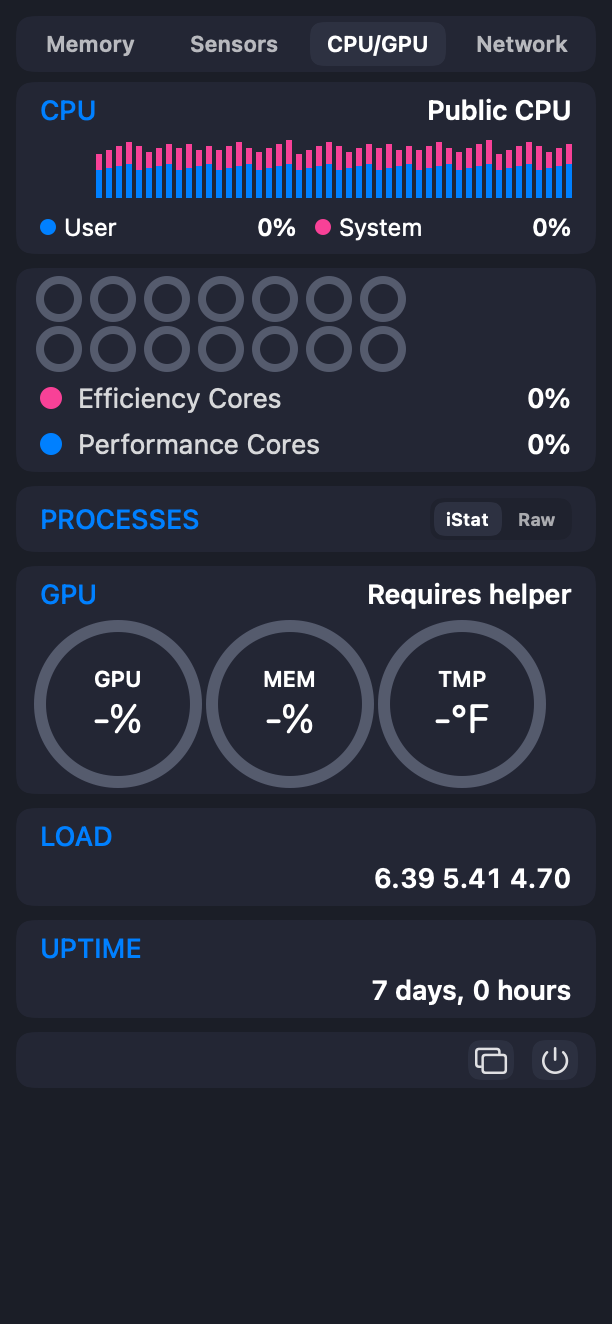 Memory Sensors CPU/GPU Network
CPU Public CPU
User 0% System 0%
Efficiency Cores 0%
Performance Cores 0%
PROCESSES iStat Raw
GPU Requires helper
GPU MEM TMP
-% -% -°F
LOAD
6.39 5.41 4.70
UPTIME
7 days, 0 hours